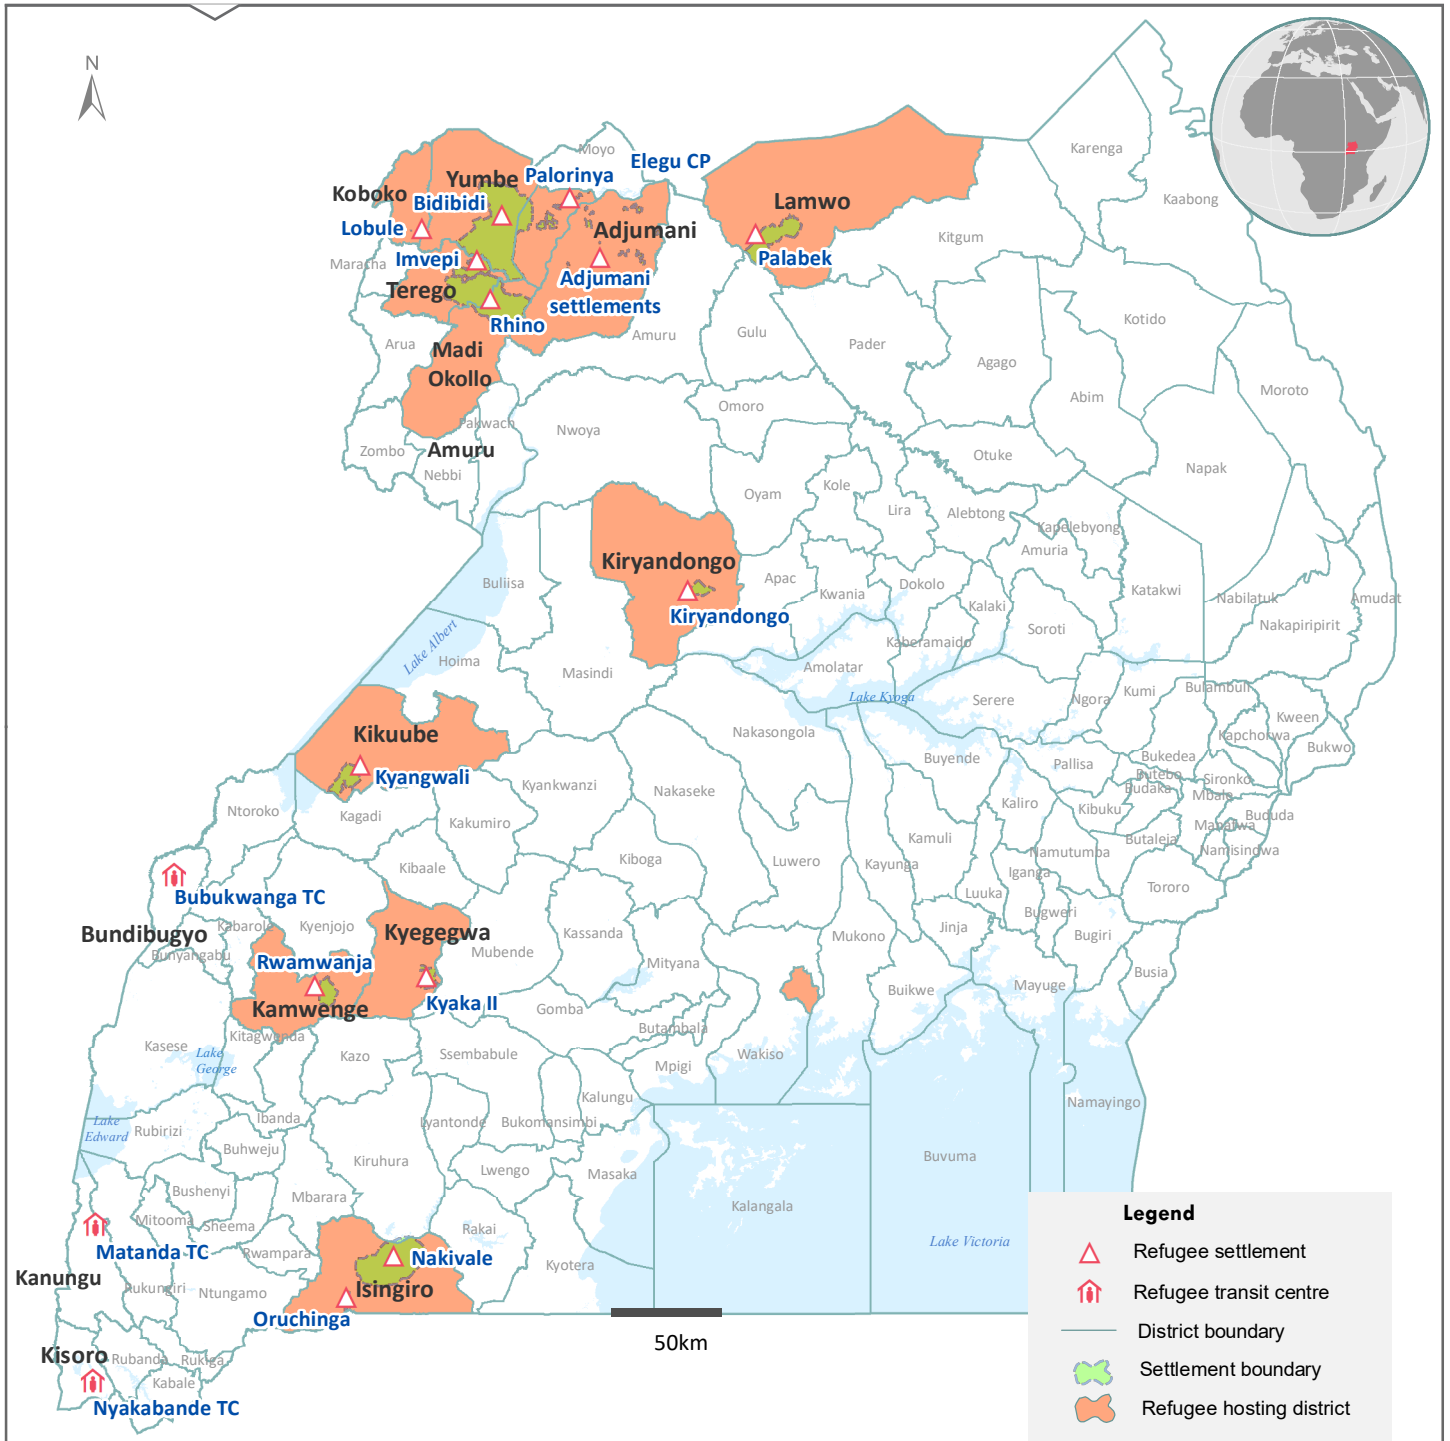 N
Moyo
Elegu CP
Karenga
Koboko
Yumbe
Palorinya
Bidibidi
Lamwo
Kaabong
Lobule
Adjumani
Kitgum
Maracha
Imvepi
Palabek
Terego
Adjumani
settlements
Rhino
Amuru
Gulu
Pader
Kotido
Arua
Madi
Okollo
Agago
Abim
Moroto
Omoro
Pakwach
Nwoya
Zombo
Amuru
Nebbi
Otuke
Napak
Oyam
Kole
Lira
Alebtong
Kapelebyong
Amuria
Kiryandongo
Buliisa
Apac
Kwania
Dokolo
Kalaki
Katakwi
Nabilatuk
Amudat
Kiryandongo
Soroti
Nakapiripirit
Lake Albert
Hoima
Kaberamaido
Masindi
Amolatar
Lake Kyoga
Serere
Ngora
Kumi
Bulambuli
Kikuube
Nakasongola
Kween
Kapchorwa
Bukwo
Kyangwali
Buyende
Pallisa
Bukedea
Butebo
Budaka
Sironko
Mbale
Ntoroko
Kagadi
Kyankwanzi
Nakaseke
Kaliro
Kibuku
Bududa
Kakumiro
Manafwa
Kamuli
Butaleja
Namisindwa
Kibaale
Kiboga
Luwero
Kayunga
Namutumba
Iganga
Tororo
Bubukwanga TC
Luuka
Bugweri
Bundibugyo
Kabarole
Kyenjojo
Kyegegwa
Kassanda
Mukono
Jinja
Bugiri
Bunyangabu
Mubende
Rwamwanja
Mityana
Busia
Kyaka II
Kamwenge
Gomba
Buikwe
Mayuge
Kitagwenda
Butambala
Kasese
Lake
George
Kazo
Ssembabule
Mpigi
Wakiso
Kalungu
Namayingo
Lake
Edward
Rubirizi
Ibanda
Lyantonde
Bukomansimbi
Buhweju
Kiruhura
Lwengo
Masaka
Buvuma
Bushenyi
Mbarara
Kalangala
Mitooma
Sheema
Rakai
Matanda TC
Rwampara
Nakivale
Kyotera
Lake Victoria
Kanungu
Rukungiri
Ntungamo
Isingiro
Oruchinga
Kisoro
Rubanda
Rukiga
Kabale
Nyakabande TC
50km
Legend
Refugee settlement
Refugee transit centre
District boundary
Settlement boundary
Refugee hosting district